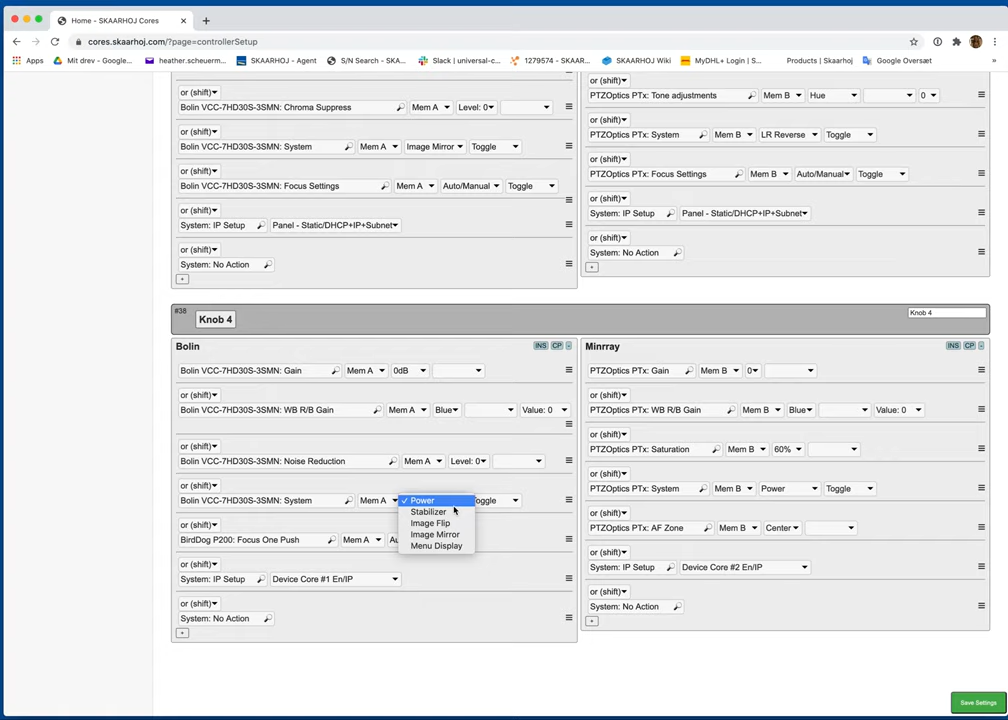 Home - SKAARHOJ Cores
cores.skaarhoj.com/?page=controllerSetup
Apps Mit drev - Google... heather.scheuerm... SKAARHOJ - Agent S/N Search - SKA... Slack | universal-c... 1279574 - SKAAR... SKAARHOJ Wiki MyDHL+ Login | S... Products | Skaarhoj Google Oversæt »
or (shift)
Bolin VCC-7HD30S-3SMN: Chroma Suppress Mem A Level: 0
or (shift)
Bolin VCC-7HD30S-3SMN: System Mem A Image Mirror Toggle
or (shift)
Bolin VCC-7HD30S-3SMN: Focus Settings Mem A Auto/Manual Toggle
or (shift)
System: IP Setup Panel - Static/DHCP+IP+Subnet
or (shift)
System: No Action
+
or (shift)
PTZOptics PTx: Tone adjustments Mem B Hue 0
or (shift)
PTZOptics PTx: System Mem B LR Reverse Toggle
or (shift)
PTZOptics PTx: Focus Settings Mem B Auto/Manual Toggle
or (shift)
System: IP Setup Panel - Static/DHCP+IP+Subnet
or (shift)
System: No Action
+
#38
Knob 4
Knob 4
Bolin INS CP -
Bolin VCC-7HD30S-3SMN: Gain Mem A 0dB
or (shift)
Bolin VCC-7HD30S-3SMN: WB R/B Gain Mem A Blue Value: 0
or (shift)
Bolin VCC-7HD30S-3SMN: Noise Reduction Mem A Level: 0
or (shift)
Bolin VCC-7HD30S-3SMN: System Mem A ✓ Power oggle
Stabilizer
Image Flip
Image Mirror
Menu Display
or (shift)
BirdDog P200: Focus One Push Mem A Au
or (shift)
System: IP Setup Device Core #1 En/IP
or (shift)
System: No Action
+
Minrray INS CP -
PTZOptics PTx: Gain Mem B 0
or (shift)
PTZOptics PTx: WB R/B Gain Mem B Blue Value: 0
or (shift)
PTZOptics PTx: Saturation Mem B 60%
or (shift)
PTZOptics PTx: System Mem B Power Toggle
or (shift)
PTZOptics PTx: AF Zone Mem B Center
or (shift)
System: IP Setup Device Core #2 En/IP
or (shift)
System: No Action
+
Save Settings